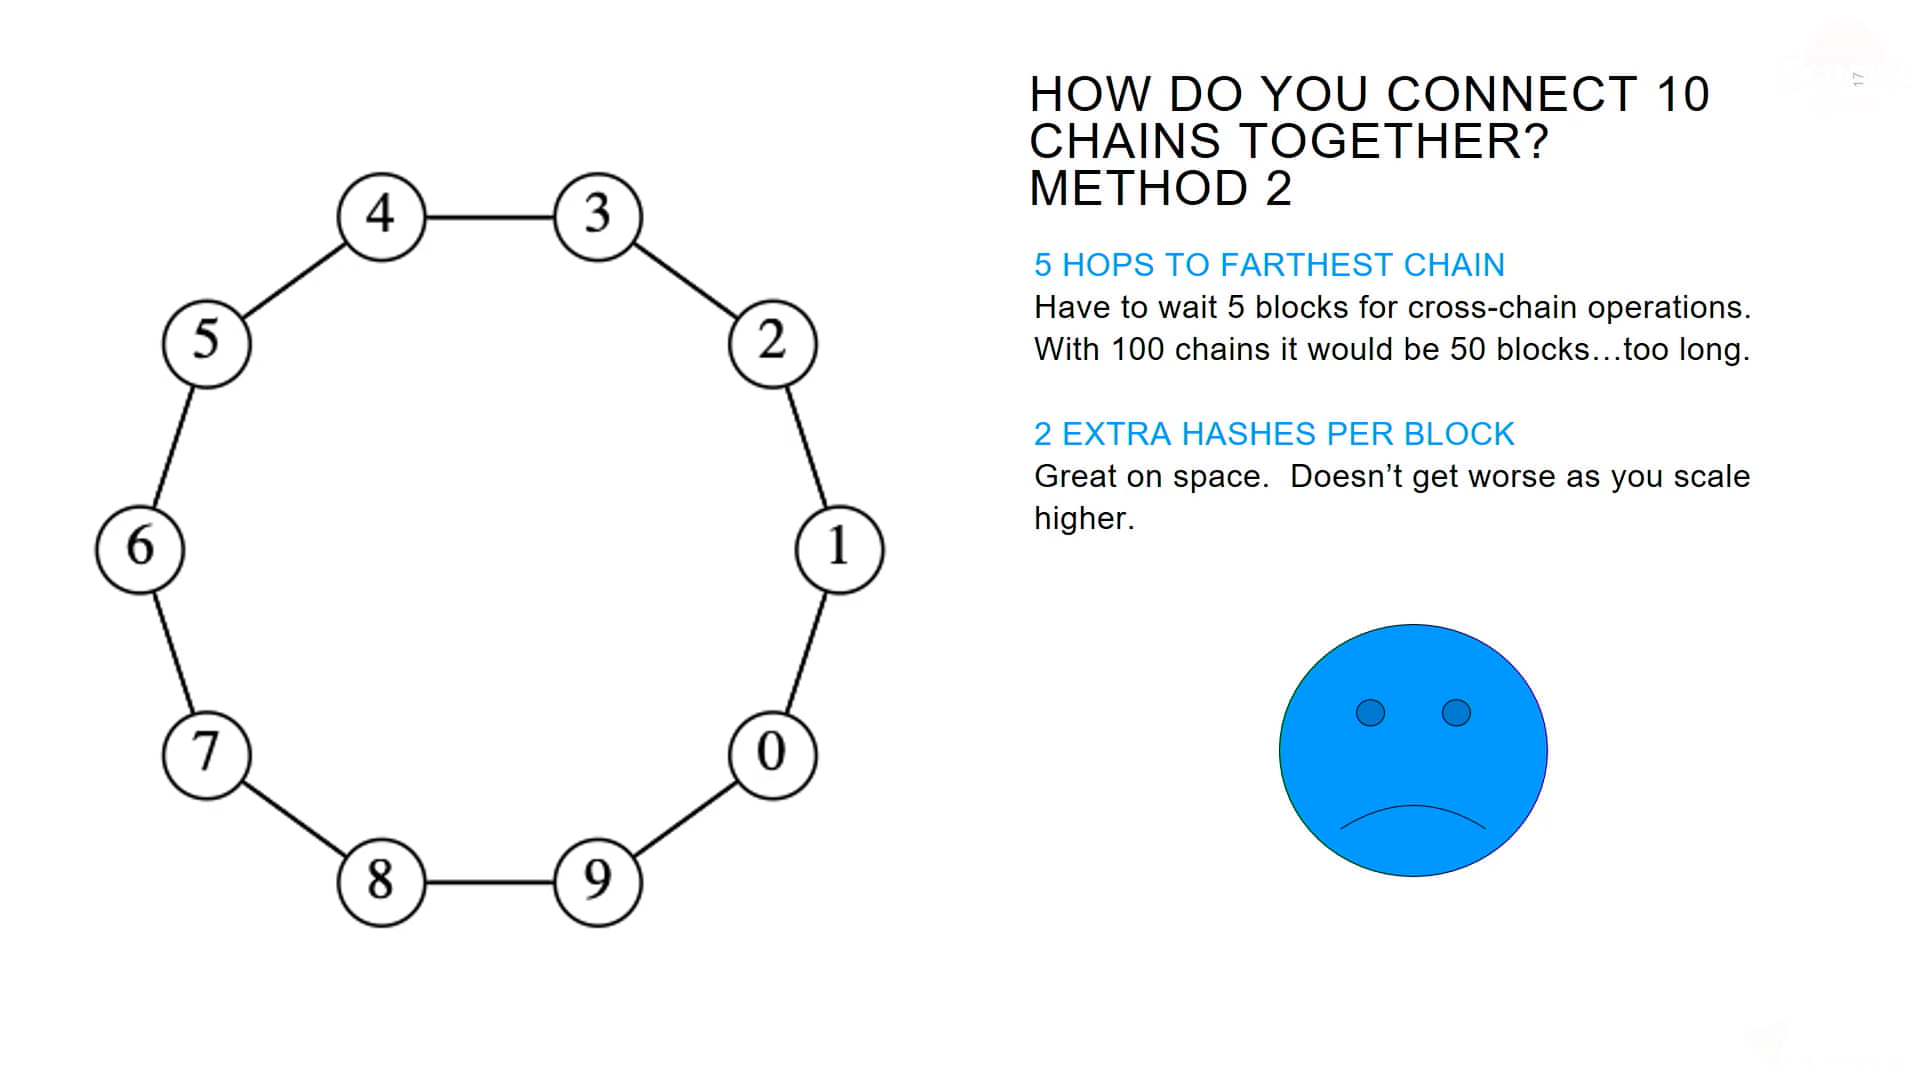 HOW DO YOU CONNECT 10
CHAINS TOGETHER?
METHOD 2
17
5 HOPS TO FARTHEST CHAIN
Have to wait 5 blocks for cross-chain operations.
With 100 chains it would be 50 blocks…too long.
2 EXTRA HASHES PER BLOCK
Great on space.  Doesn’t get worse as you scale
higher.
4
3
5
2
6
1
7
0
8
9